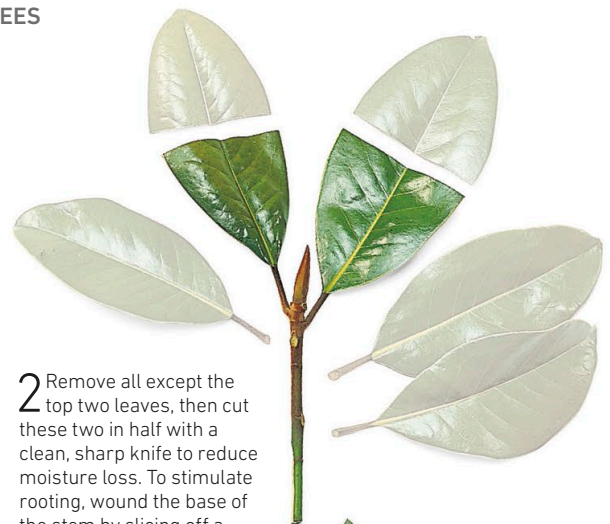 EES
2 Remove all except the
top two leaves, then cut
these two in half with a
clean, sharp knife to reduce
moisture loss. To stimulate
rooting, wound the base of
the stem by slicing off a